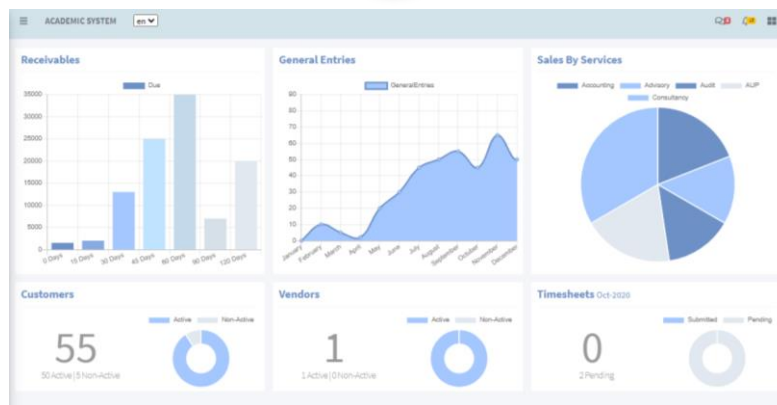 ACADEMIC SYSTEM en
Receivables
Due
35000
30000
25000
20000
15000
10000
5000
0
0 Days 15 Days 30 Days 45 Days 60 Days 90 Days 120 Days
General Entries
GeneralEntries
90
80
70
60
50
40
30
20
10
0
January February March April May June July August September October November December
Sales By Services
Accounting Advisory Audit AUP
Consultancy
Customers
Active Non-Active
55
50 Active | 5 Non-Active
Vendors
Active Non-Active
1
1 Active | 0 Non-Active
Timesheets Oct-2020
Submitted Pending
0
2 Pending